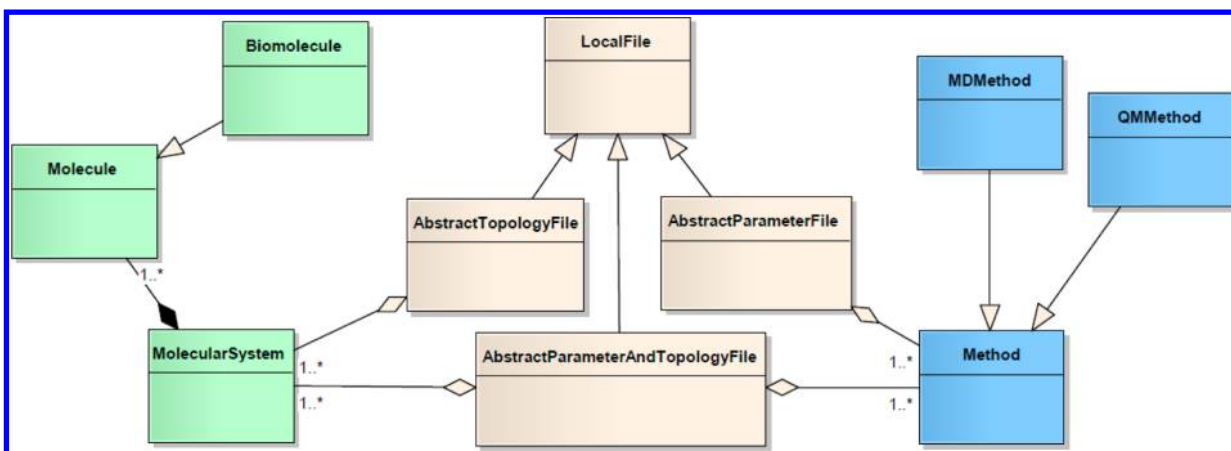 Biomolecule
LocalFile
MDMethod
QMMethod
Molecule
AbstractTopologyFile
AbstractParameterFile
1..*
MolecularSystem
AbstractParameterAndTopologyFile
Method
1..*
1..*
1..*
1..*